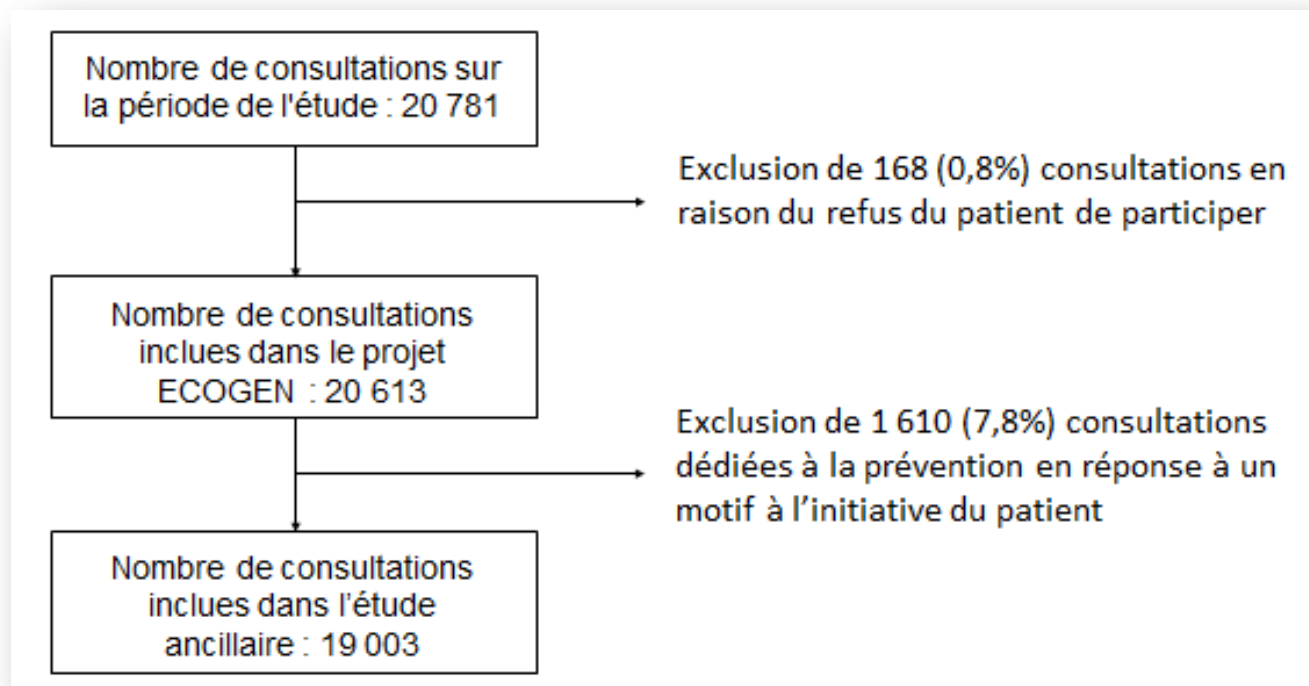 Nombre de consultations sur
la période de l'étude : 20 781
Exclusion de 168 (0,8%) consultations en
raison du refus du patient de participer
Nombre de consultations
inclues dans le projet
ECOGEN : 20 613
Exclusion de 1 610 (7,8%) consultations
dédiées à la prévention en réponse à un
motif à l’initiative du patient
Nombre de consultations
inclues dans l’étude
ancillaire : 19 003